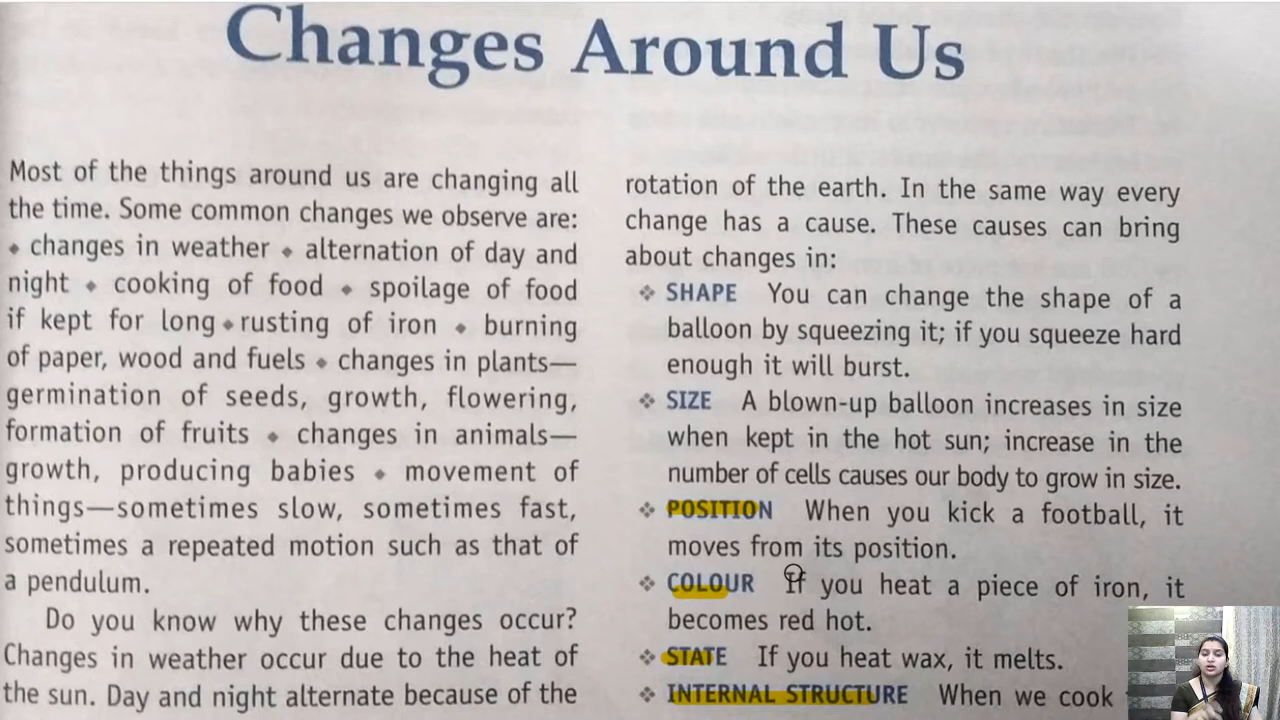 Changes Around Us
Most of the things around us are changing all
the time. Some common changes we observe are:
◆ changes in weather ◆ alternation of day and
night ◆ cooking of food ◆ spoilage of food
if kept for long ◆ rusting of iron ◆ burning
of paper, wood and fuels ◆ changes in plants—
germination of seeds, growth, flowering,
formation of fruits ◆ changes in animals—
growth, producing babies ◆ movement of
things—sometimes slow, sometimes fast,
sometimes a repeated motion such as that of
a pendulum.
Do you know why these changes occur?
Changes in weather occur due to the heat of
the sun. Day and night alternate because of the
rotation of the earth. In the same way every
change has a cause. These causes can bring
about changes in:
❖ SHAPE You can change the shape of a
balloon by squeezing it; if you squeeze hard
enough it will burst.
❖ SIZE A blown-up balloon increases in size
when kept in the hot sun; increase in the
number of cells causes our body to grow in size.
❖ POSITION When you kick a football, it
moves from its position.
❖ COLOUR If you heat a piece of iron, it
becomes red hot.
❖ STATE If you heat wax, it melts.
❖ INTERNAL STRUCTURE When we cook